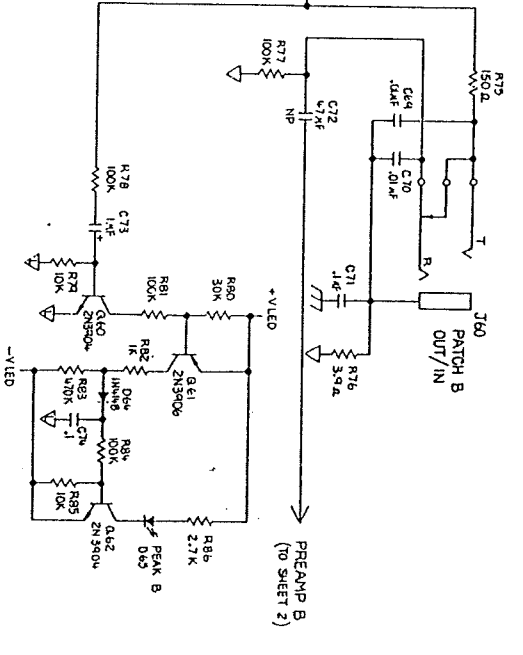 R75
150Ω
C69
.01µF
C70
.01µF
T
R
J60
PATCH B
OUT/IN
R77
100K
C72
47µF
NP
C71
.1µF
R76
3.9Ω
PREAMP B
(TO SHEET 2)
R78
100K
C73
1µF
+
R79
10K
Q60
2N3904
R81
100K
R80
30K
+VLED
Q61
2N3906
R82
1K
D64
1N4148
R83
470K
-VLED
C74
.1
R84
100K
R85
10K
Q62
2N3904
PEAK B
D65
R86
2.7K